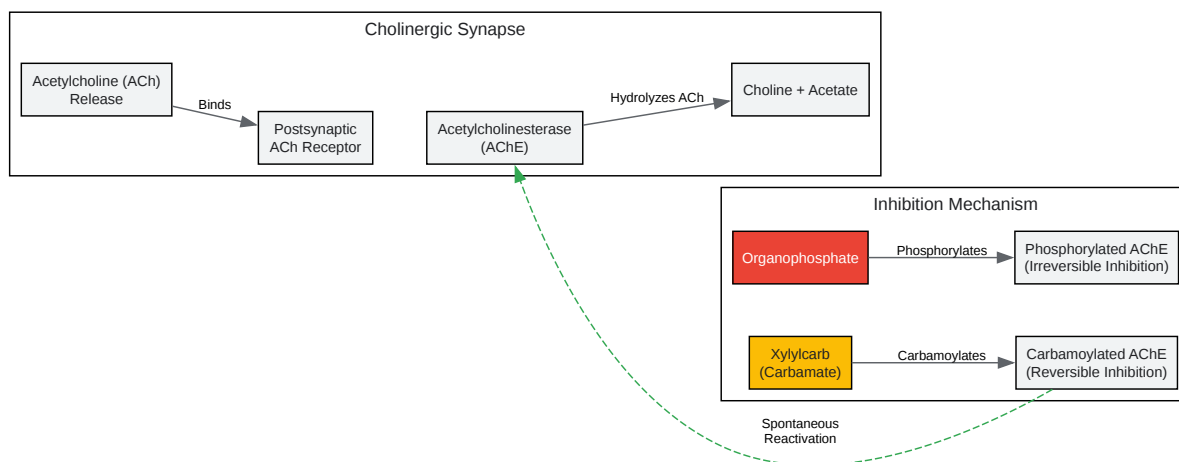 Cholinergic Synapse
Acetylcholine (ACh)
Release
Binds
Postsynaptic
ACh Receptor
Acetylcholinesterase
(AChE)
Hydrolyzes ACh
Choline + Acetate
Inhibition Mechanism
Organophosphate
Phosphorylates
Phosphorylated AChE
(Irreversible Inhibition)
Xylylcarb
(Carbamate)
Carbamoylates
Carbamoylated AChE
(Reversible Inhibition)
Spontaneous
Reactivation